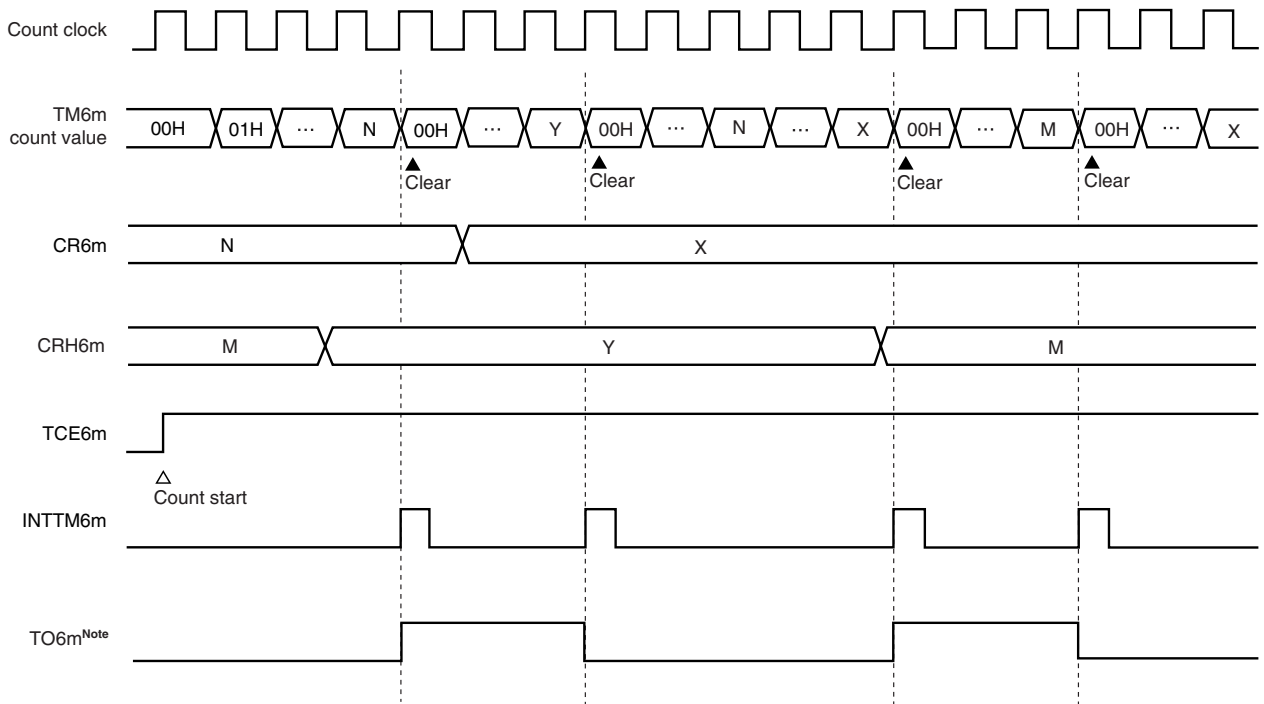 Count clock
TM6m
count value
00H 01H ... N 00H ... Y 00H ... N ... X 00H ... M 00H ... X
Clear Clear Clear Clear
CR6m N X
CRH6m M Y M
TCE6m
Count start
INTTM6m
TO6mNote